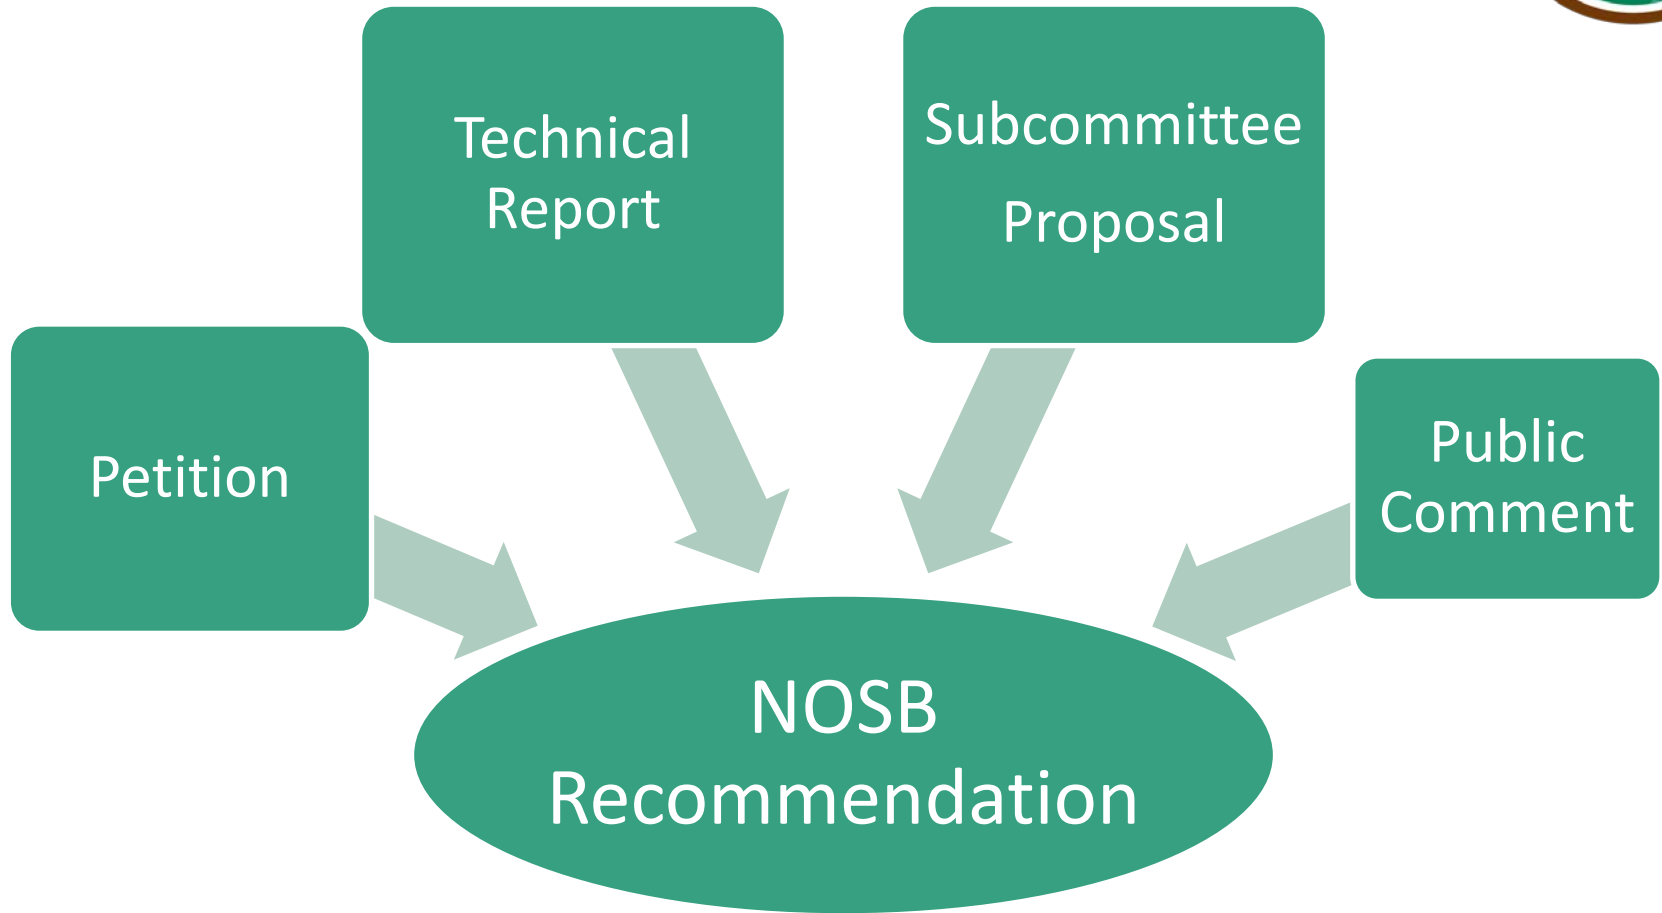 Technical
Report
Subcommittee
Proposal
Petition
Public
Comment
NOSB
Recommendation